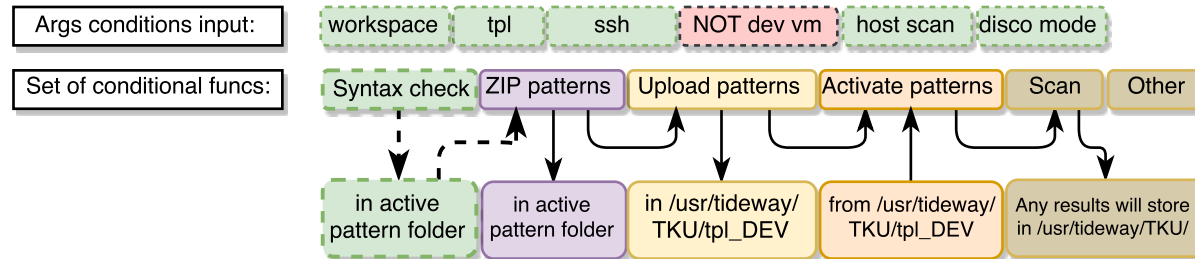 Args conditions input: workspace tpl ssh NOT dev vm host scan disco mode
Set of conditional funcs: Syntax check ZIP patterns Upload patterns Activate patterns Scan Other
in active
pattern folder
in active
pattern folder
in /usr/tideway/
TKU/tpl_DEV
from /usr/tideway/
TKU/tpl_DEV
Any results will store
in /usr/tideway/TKU/